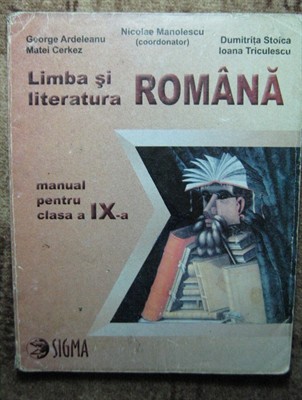 Nicolae Manolescu
(coordonator)
George Ardeleanu
Matei Cerkez
Dumitrița Stoica
Ioana Triculescu
Limba și
literatura ROMÂNĂ
manual
pentru
clasa a IX-a
SIGMA